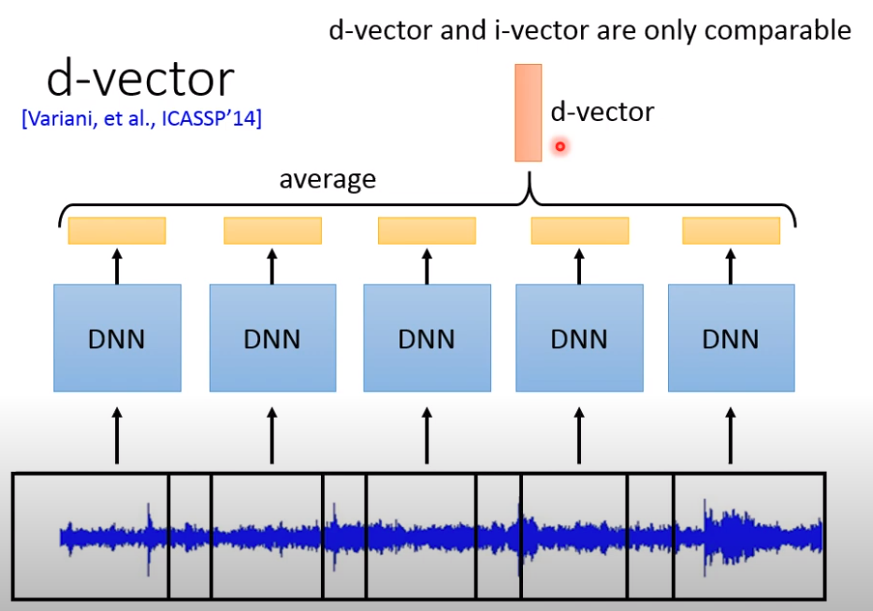 d-vector and i-vector are only comparable
d-vector
[Variani, et al., ICASSP'14]
d-vector
average
DNN DNN DNN DNN DNN